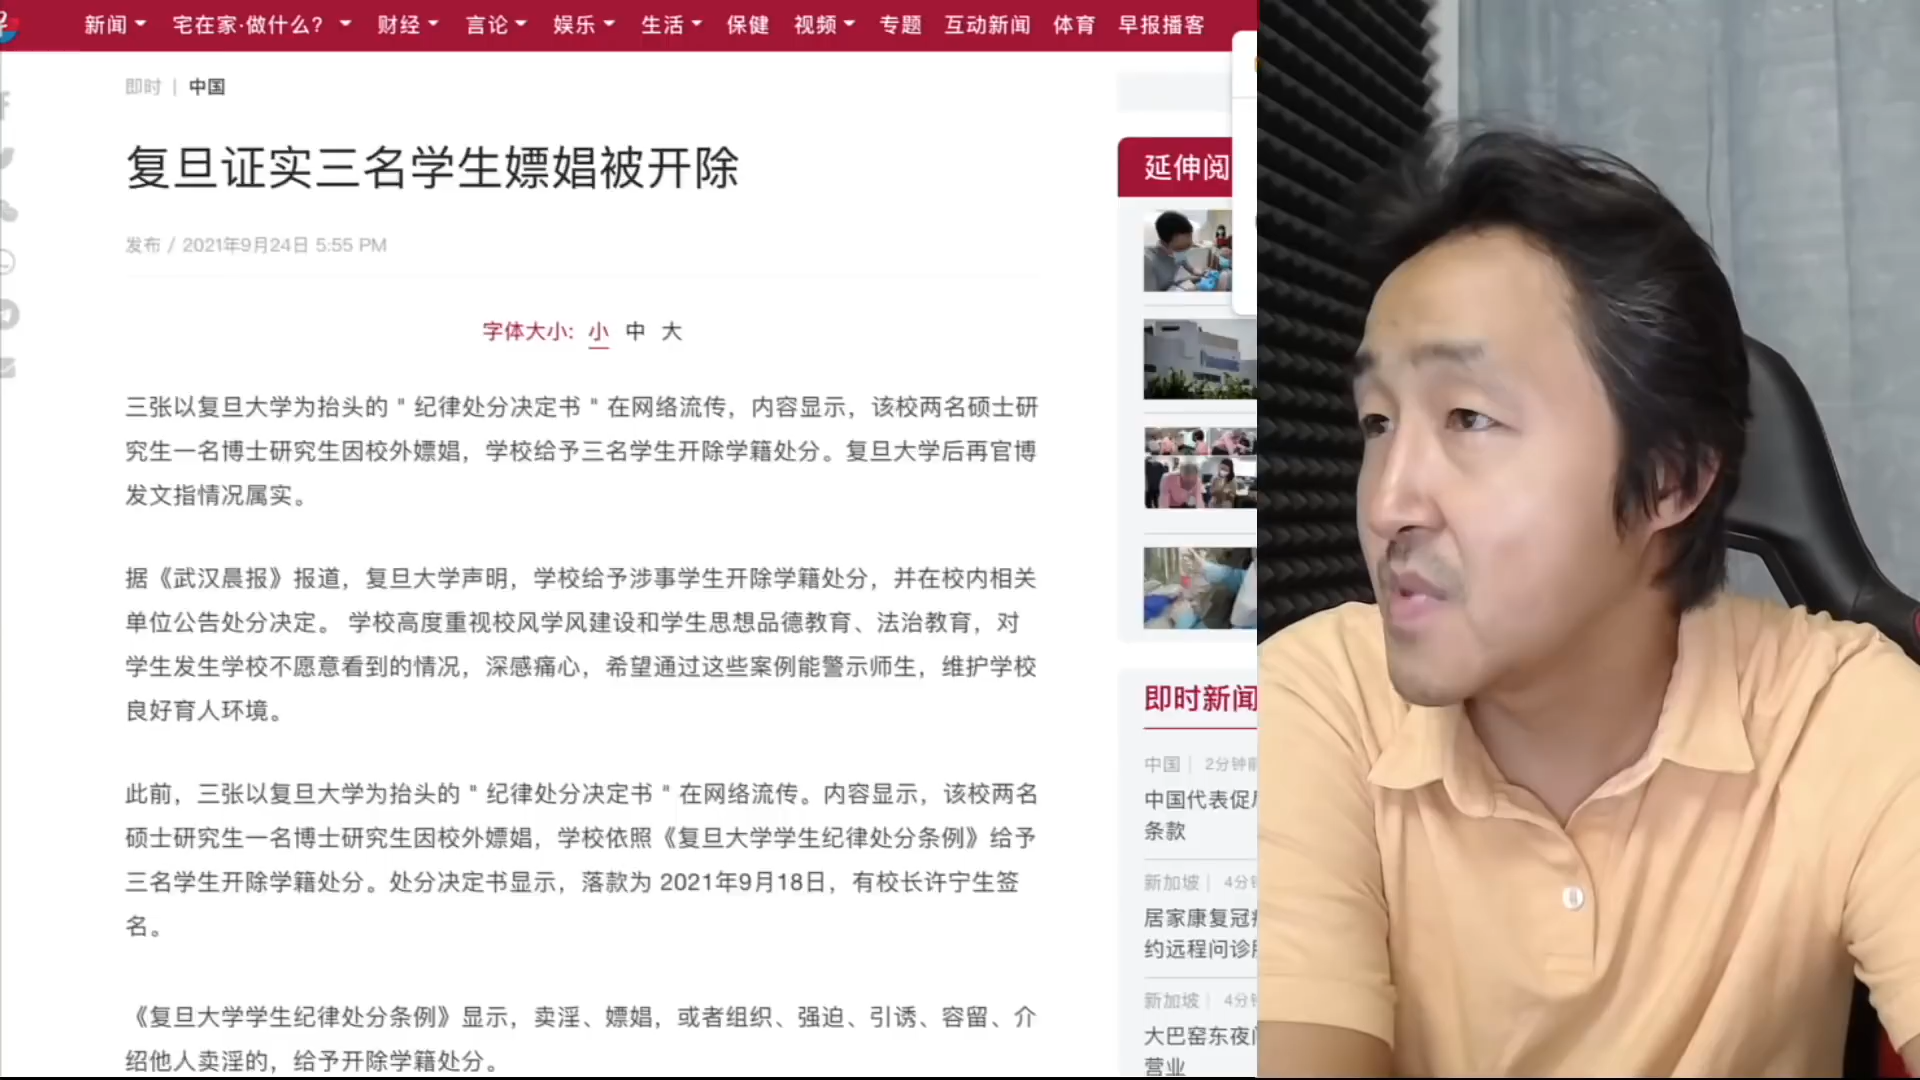 新闻 宅在家·做什么？ 财经 言论 娱乐 生活 保健 视频 专题 互动新闻 体育 早报播客
即时 | 中国
复旦证实三名学生嫖娼被开除
发布 / 2021年9月24日 5:55 PM
字体大小: 小 中 大
三张以复旦大学为抬头的＂纪律处分决定书＂在网络流传，内容显示，该校两名硕士研
究生一名博士研究生因校外嫖娼，学校给予三名学生开除学籍处分。复旦大学后再官博
发文指情况属实。
据《武汉晨报》报道，复旦大学声明，学校给予涉事学生开除学籍处分，并在校内相关
单位公告处分决定。 学校高度重视校风学风建设和学生思想品德教育、法治教育，对
学生发生学校不愿意看到的情况，深感痛心，希望通过这些案例能警示师生，维护学校
良好育人环境。
此前，三张以复旦大学为抬头的＂纪律处分决定书＂在网络流传。内容显示，该校两名
硕士研究生一名博士研究生因校外嫖娼，学校依照《复旦大学学生纪律处分条例》给予
三名学生开除学籍处分。处分决定书显示，落款为 2021年9月18日，有校长许宁生签
名。
《复旦大学学生纪律处分条例》显示，卖淫、嫖娼，或者组织、强迫、引诱、容留、介
绍他人卖淫的，给予开除学籍处分。
延伸阅
即时新闻
中国 | 2分钟前
中国代表促
条款
新加坡 | 4分
居家康复冠
约远程问诊
新加坡 | 4分
大巴窑东夜
营业